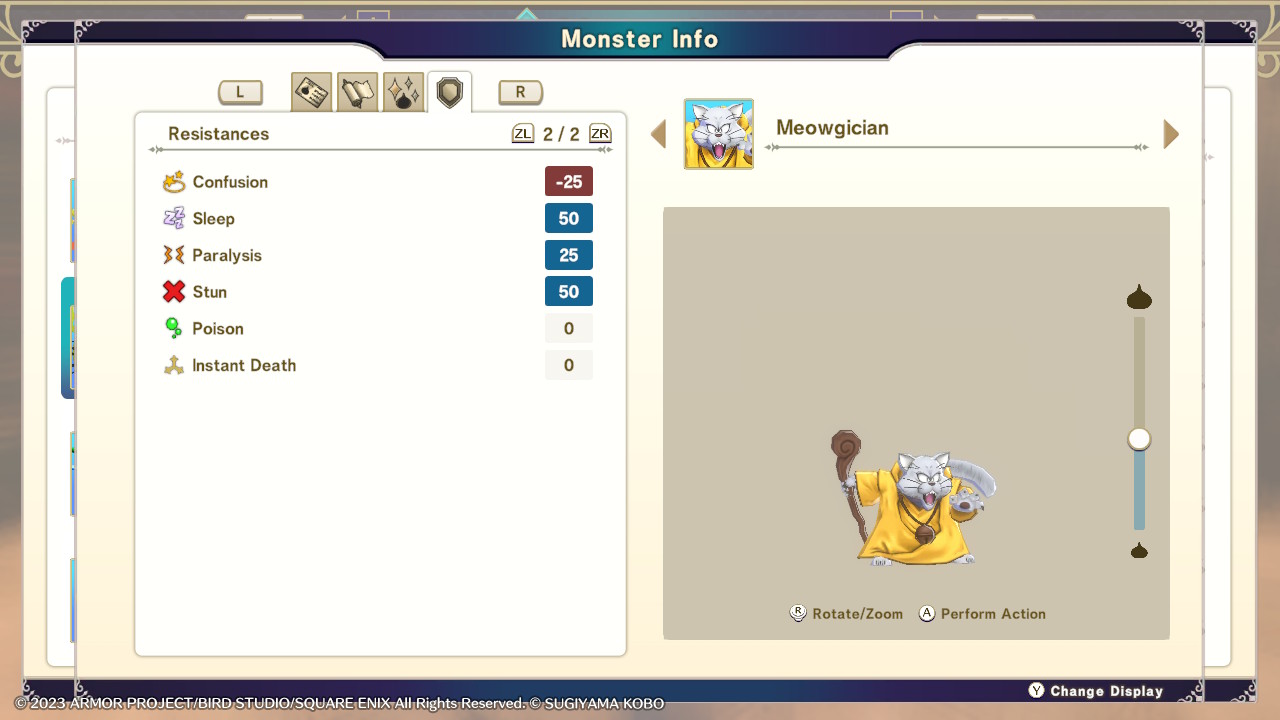 Monster Info
L
R
Resistances
ZL 2/2 ZR
Confusion -25
Sleep 50
Paralysis 25
Stun 50
Poison 0
Instant Death 0
Meowgician
R Rotate/Zoom A Perform Action
Y Change Display
© 2023 ARMOR PROJECT/BIRD STUDIO/SQUARE ENIX All Rights Reserved. © SUGIYAMA KOBO